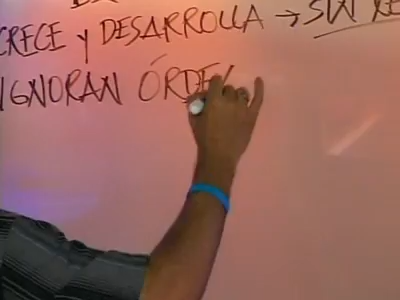 CRECE y DESARROLLA → SIN
IGNORAN ÓRDE